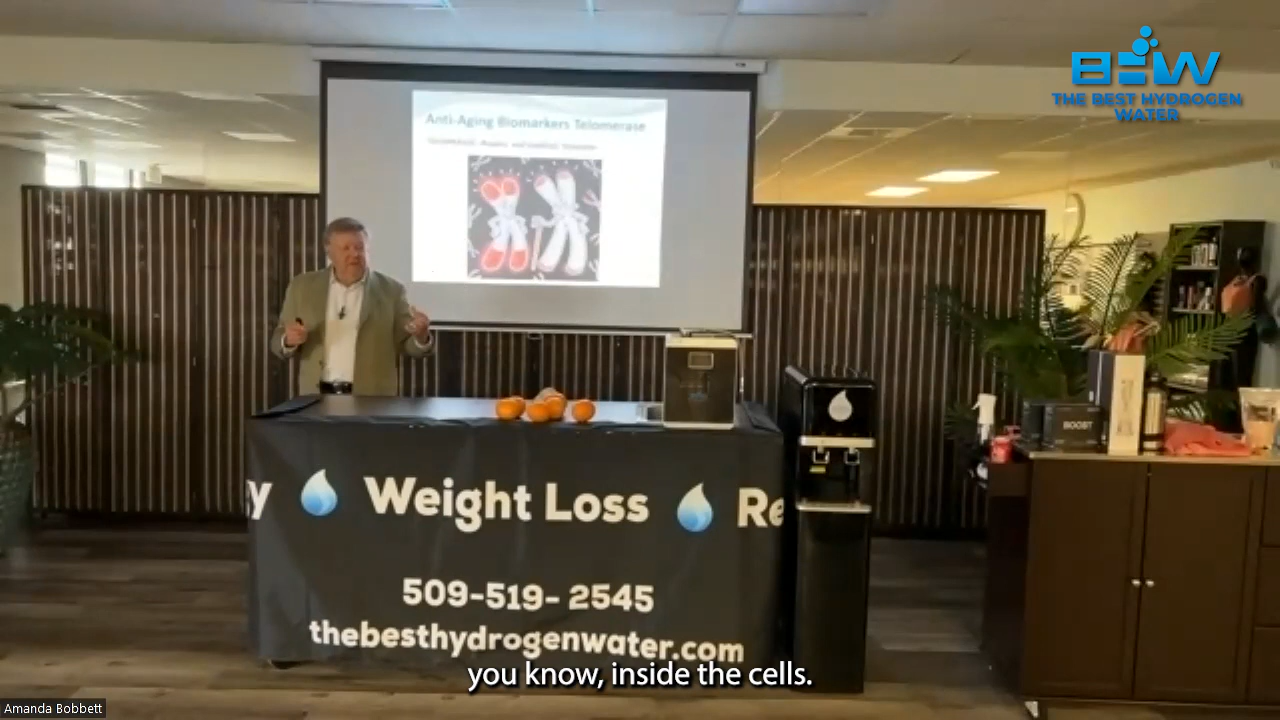 BHW
THE BEST HYDROGEN
WATER
Anti-Aging Biomarkers Telomerase
y Weight Loss Re
509-519- 2545
thebesthydrogenwater.com
BOOST
you know, inside the cells.
Amanda Bobbett